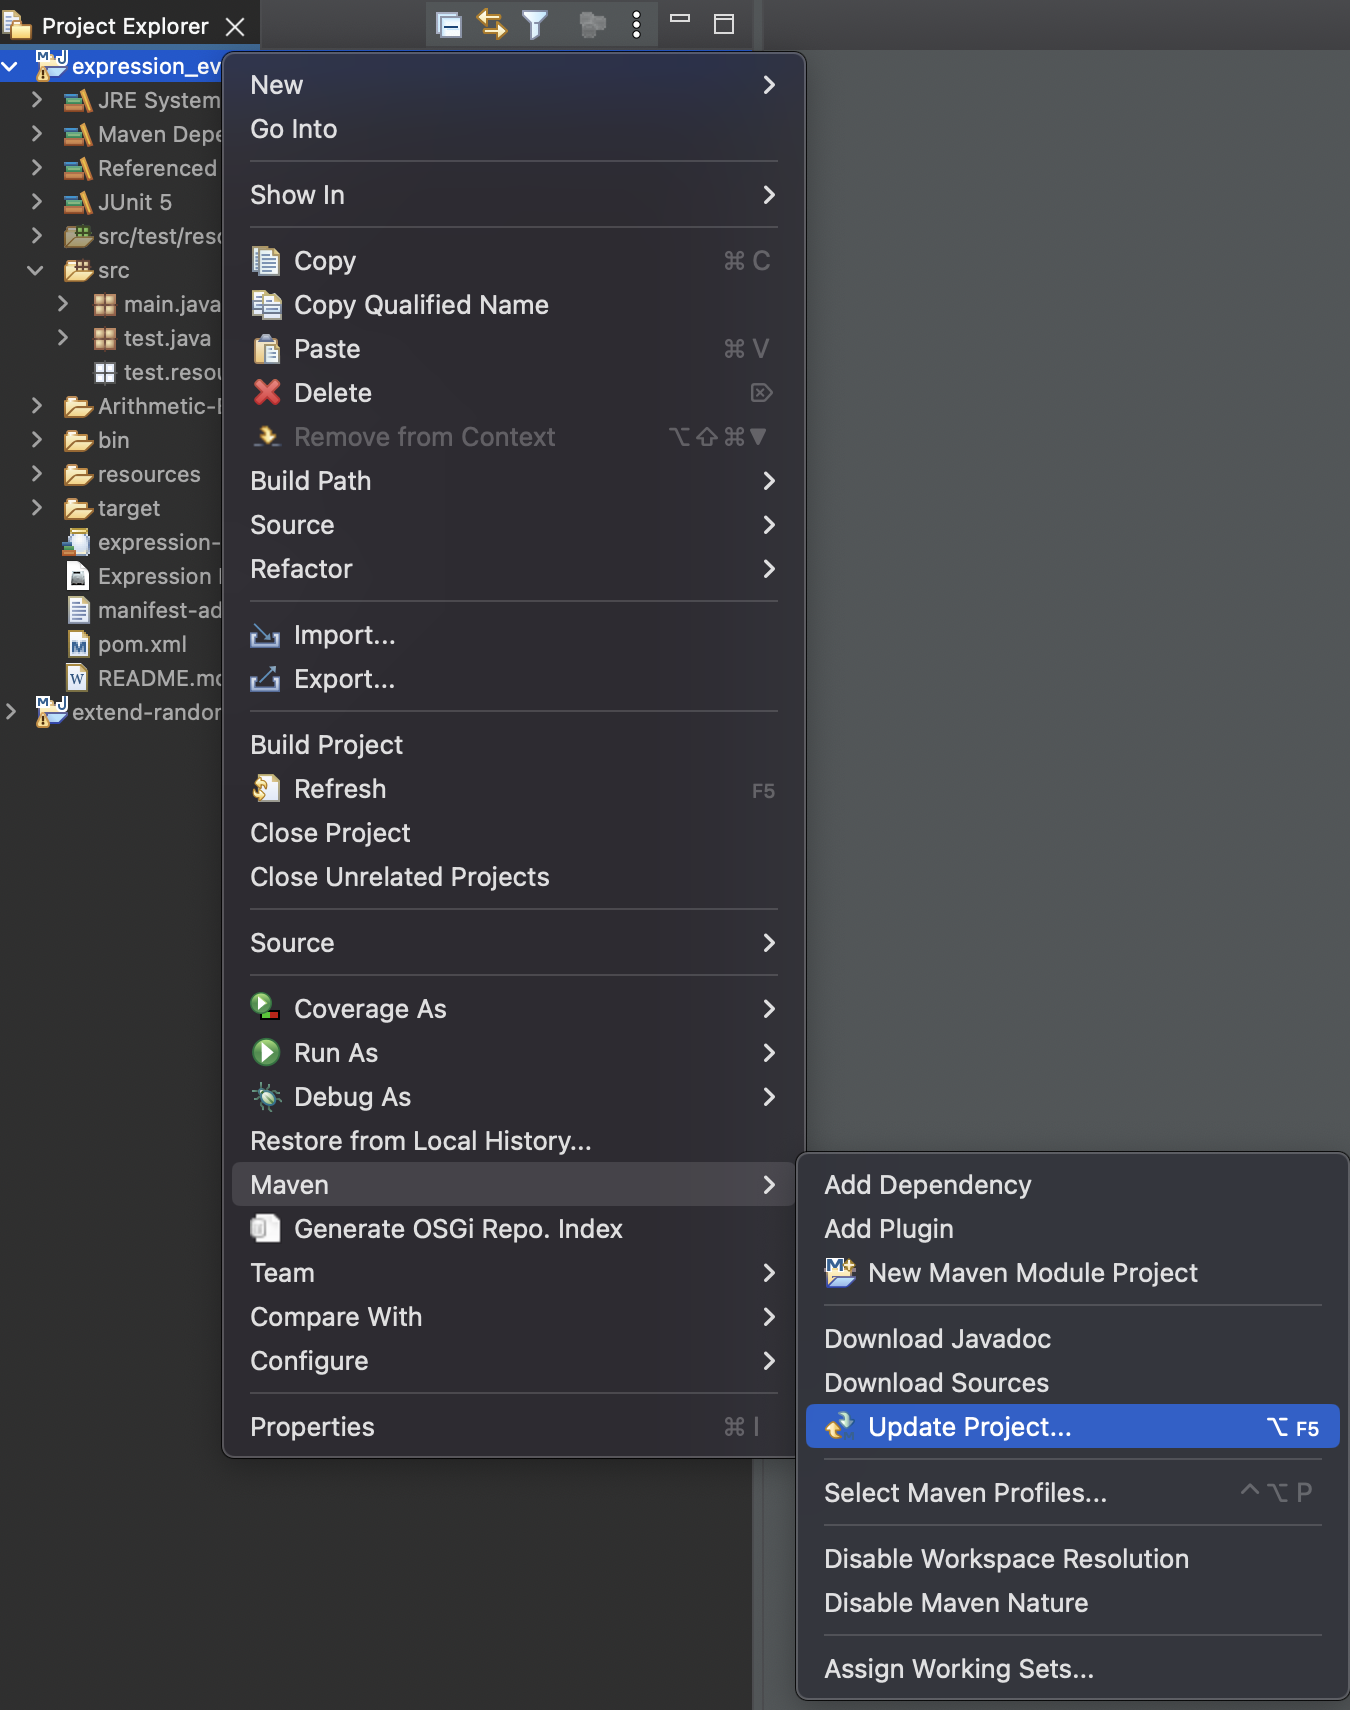 Project Explorer
expression_ev
JRE System
Maven Depe
Referenced
JUnit 5
src/test/reso
src
main.java
test.java
test.resou
Arithmetic-E
bin
resources
target
expression-
Expression
manifest-ad
pom.xml
README.md
extend-random
New
Go Into
Show In
Copy ⌘ C
Copy Qualified Name
Paste ⌘ V
Delete ⌦
Remove from Context ⌥⇧⌘▼
Build Path
Source
Refactor
Import...
Export...
Build Project
Refresh F5
Close Project
Close Unrelated Projects
Source
Coverage As
Run As
Debug As
Restore from Local History...
Maven
Generate OSGi Repo. Index
Team
Compare With
Configure
Properties ⌘ I
Add Dependency
Add Plugin
New Maven Module Project
Download Javadoc
Download Sources
Update Project... ⌥ F5
Select Maven Profiles... ^⌥ P
Disable Workspace Resolution
Disable Maven Nature
Assign Working Sets...